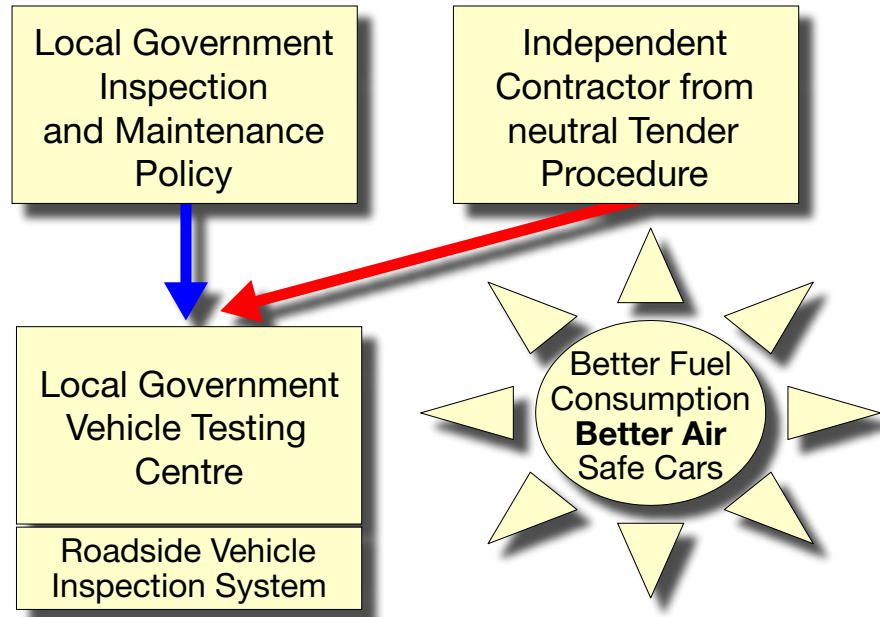 Local Government
Inspection
and Maintenance
Policy
Independent
Contractor from
neutral Tender
Procedure
Local Government
Vehicle Testing
Centre
Roadside Vehicle
Inspection System
Better Fuel
Consumption
Better Air
Safe Cars